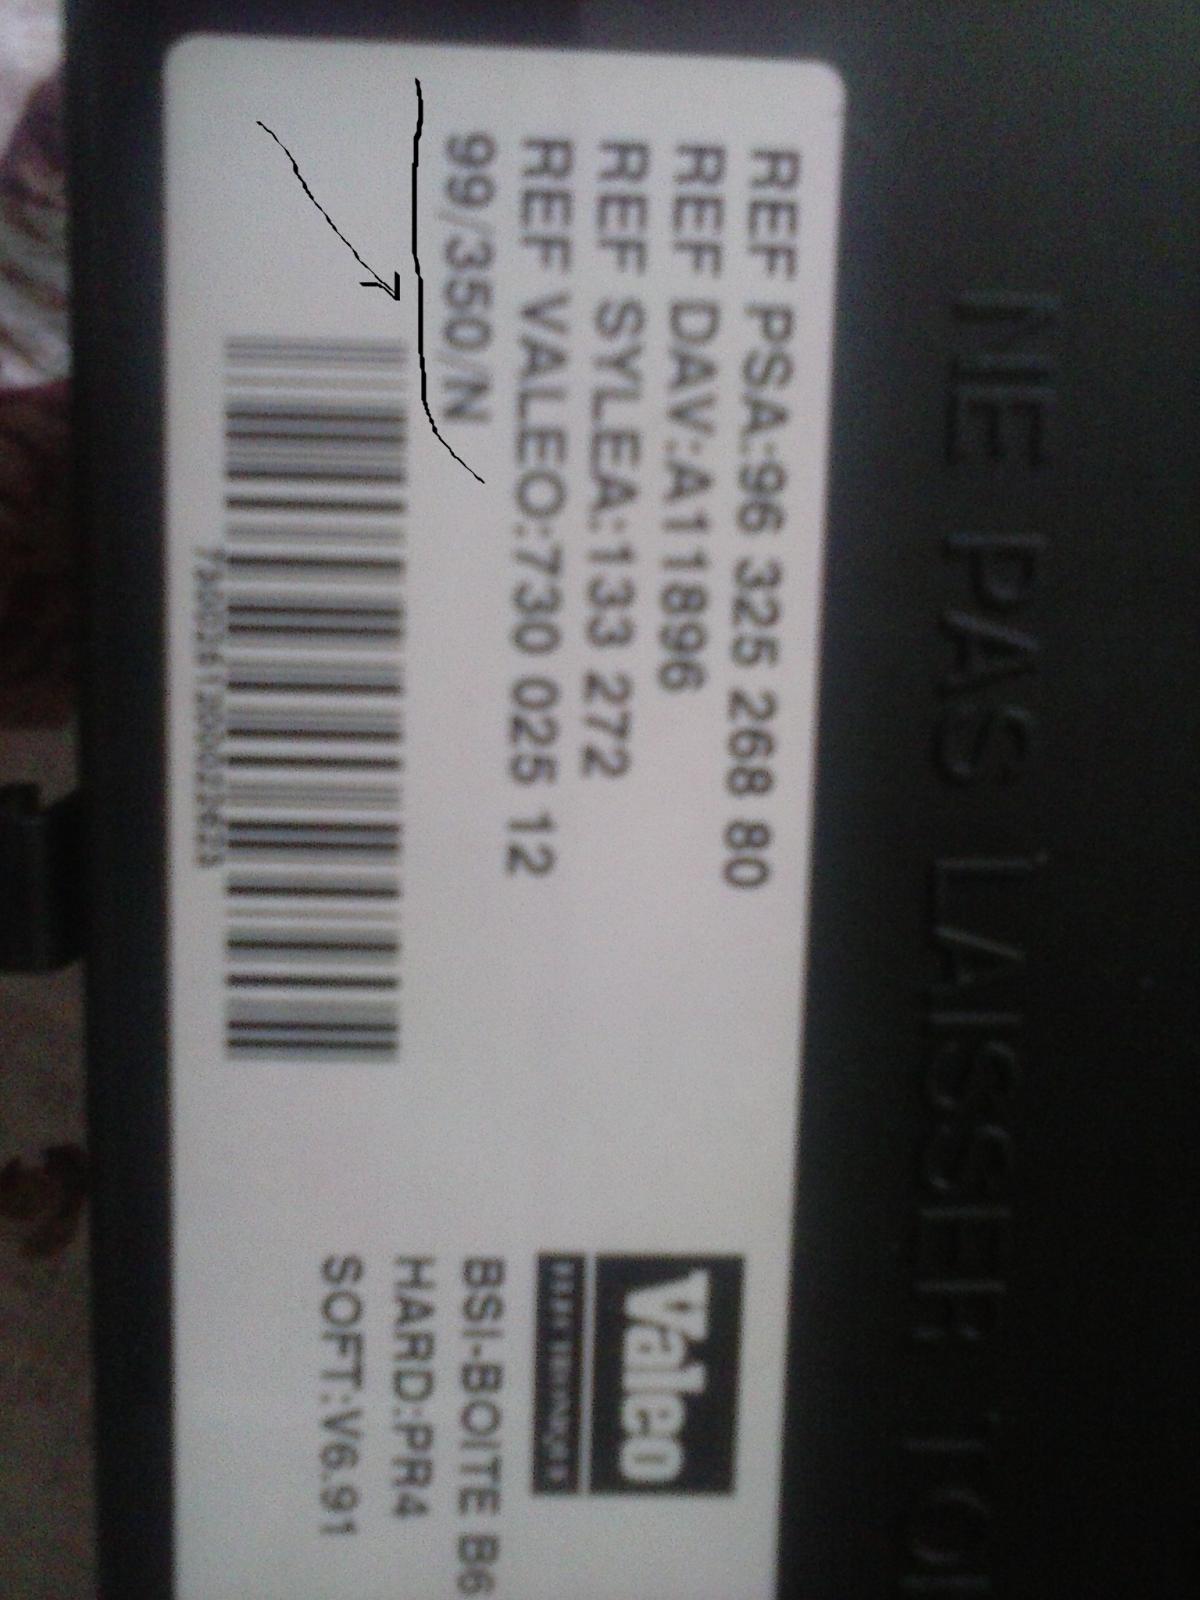 REF PSA:96 325 268 80
REF DAV:A11896
REF SYLEA:133 272
REF VALEO:730 025 12
99/350/N
Valeo
BSI-BOITE B6
HARD:PR4
SOFT:V6.91
NE PAS LAISSER